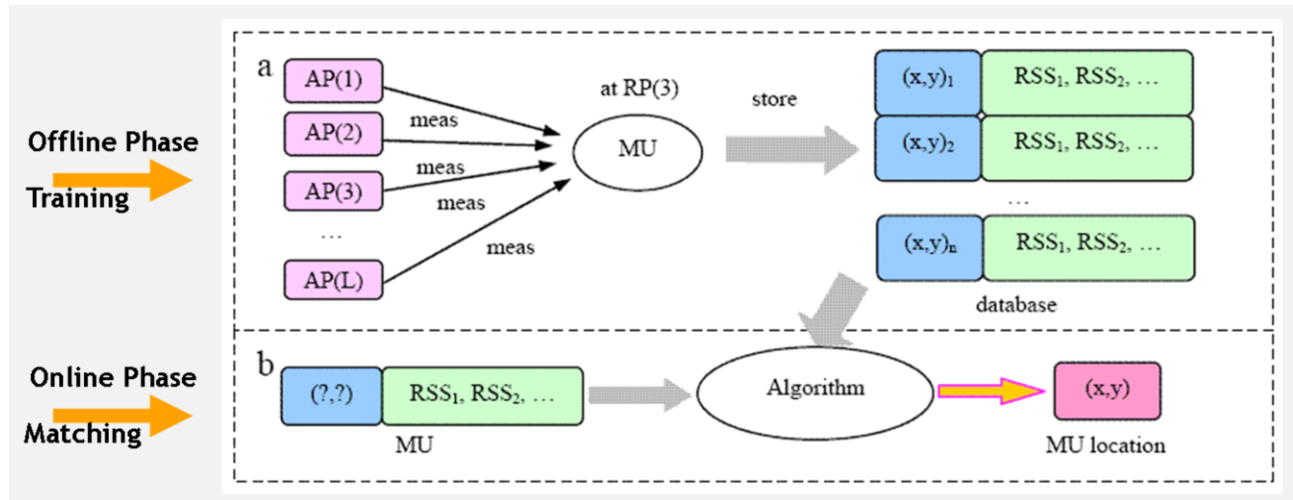 Offline Phase
Training
a
AP(1)
AP(2)
AP(3)
...
AP(L)
meas
meas
meas
meas
at RP(3)
MU
store
(x,y)₁ RSS₁, RSS₂, ...
(x,y)₂ RSS₁, RSS₂, ...
...
(x,y)ₙ RSS₁, RSS₂, ...
database
Online Phase
Matching
b
(?,?) RSS₁, RSS₂, ...
MU
Algorithm
(x,y)
MU location